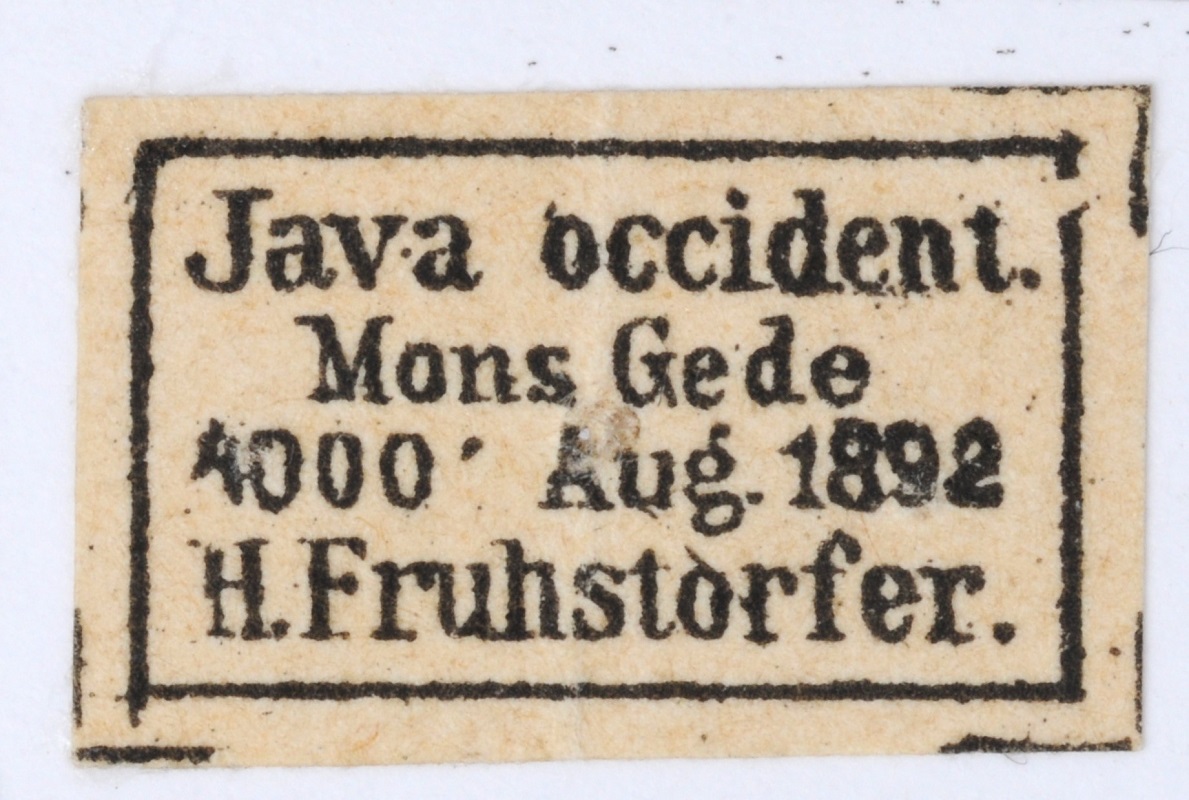 Java occident.
Mons Gede
4000' Aug. 1892
H. Fruhstorfer.